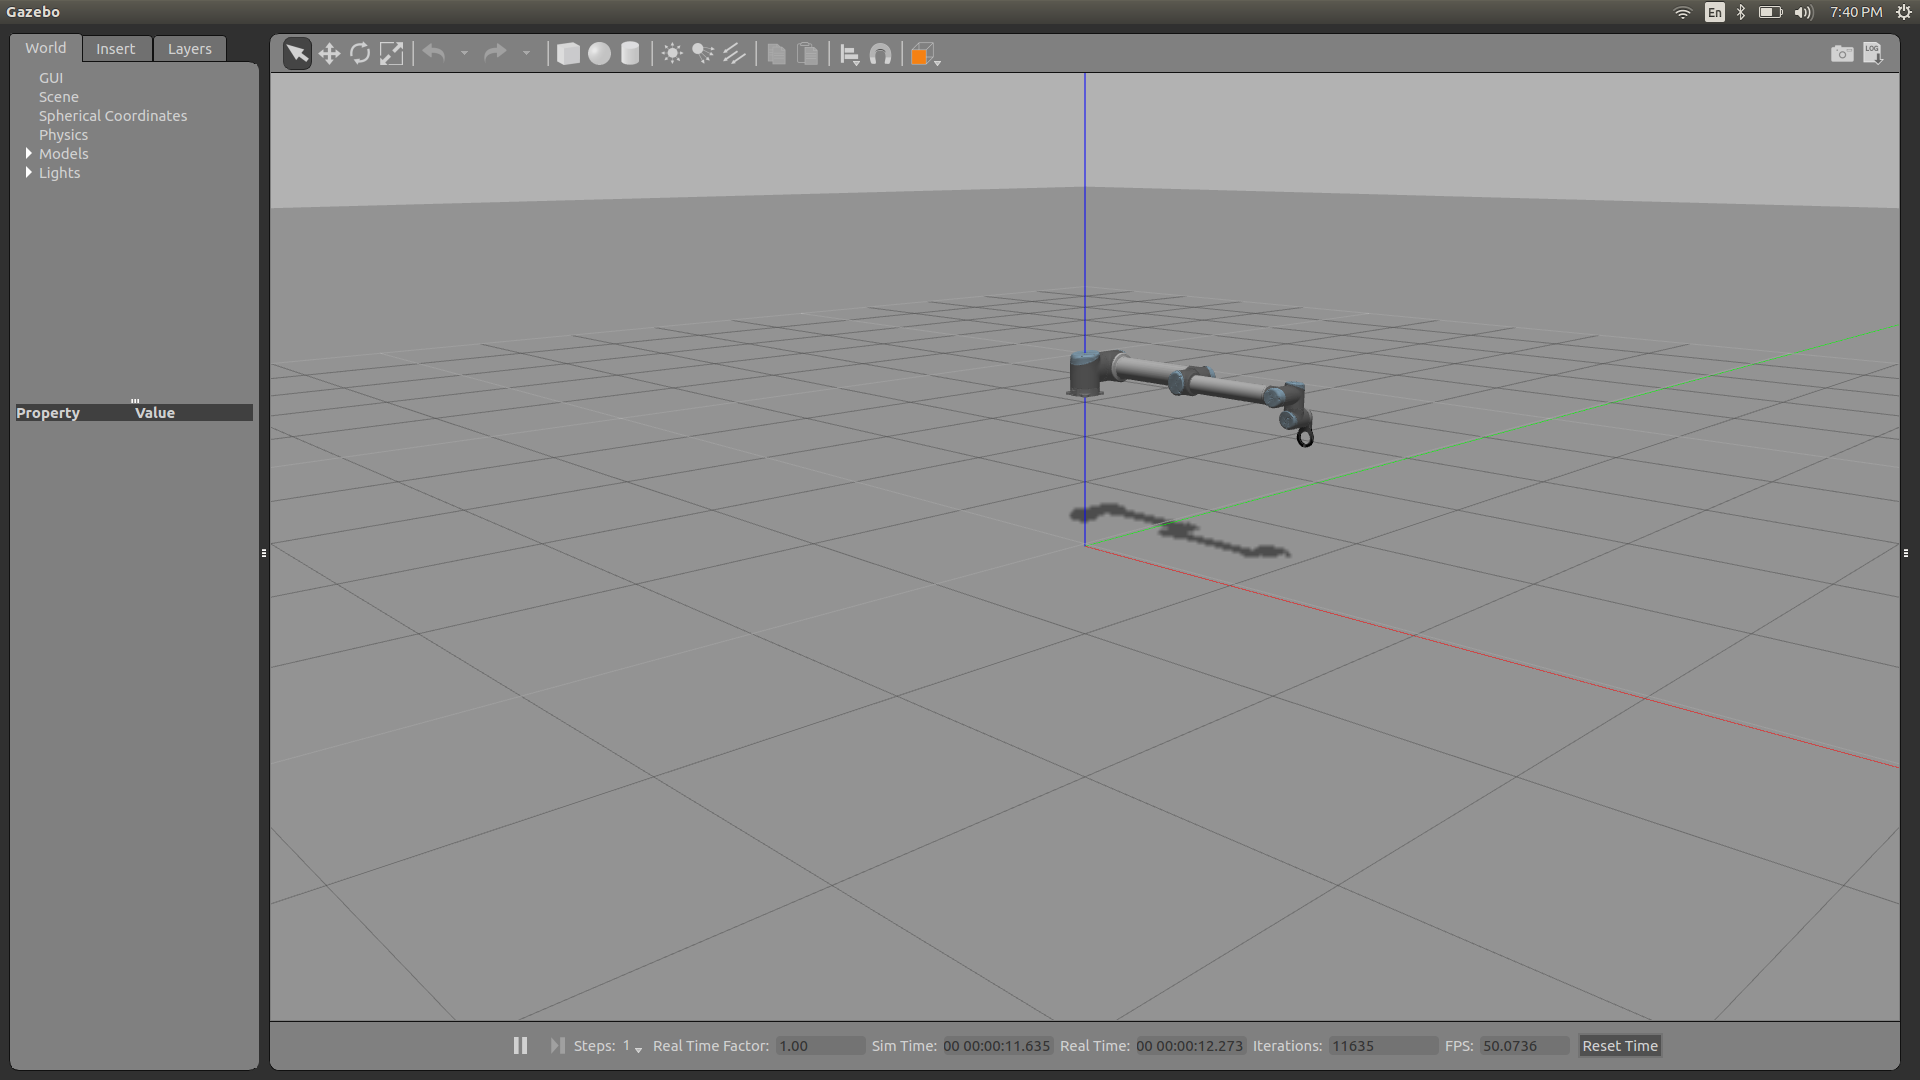 Gazebo
En
7:40 PM
World
Insert
Layers
LOG
GUI
Scene
Spherical Coordinates
Physics
Models
Lights
Property Value
Steps: 1 Real Time Factor: 1.00 Sim Time: 00 00:00:11.635 Real Time: 00 00:00:12.273 Iterations: 11635 FPS: 50.0736 Reset Time